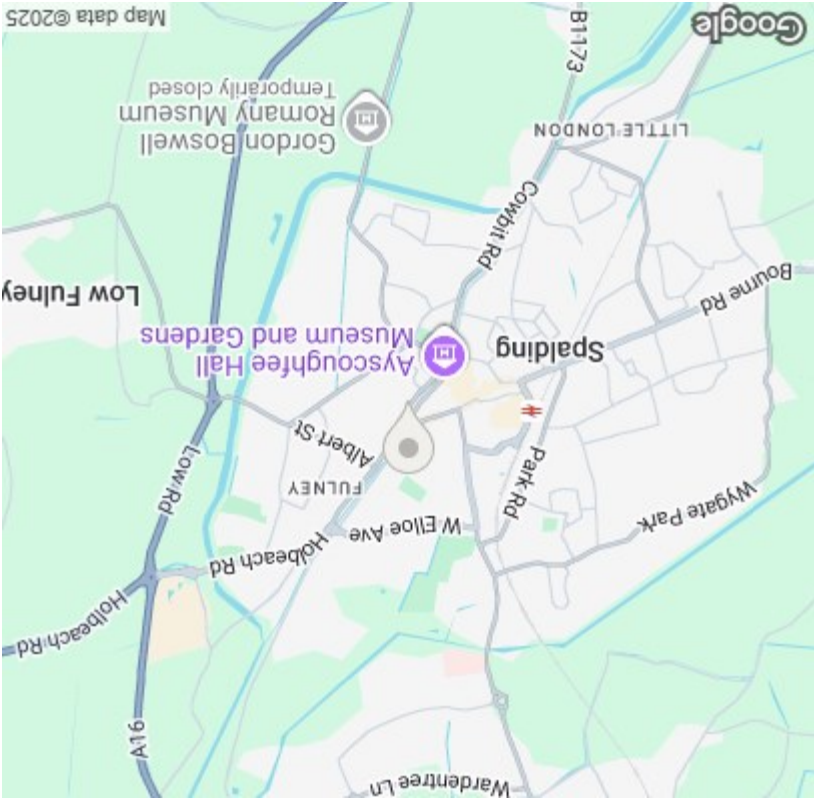 Wardentree Ln
A16
Holbeach Rd
Holbeach Rd
W Elloe Ave
Wygate Park
FULNEY
Park Rd
Low Rd
Albert St
Ayscoughfee Hall
Museum and Gardens
Spalding
Low Fulney
Bourne Rd
Cowbit Rd
LITTLE LONDON
Gordon Boswell
Romany Museum
Temporarily closed
B1173
Google
Map data ©2025